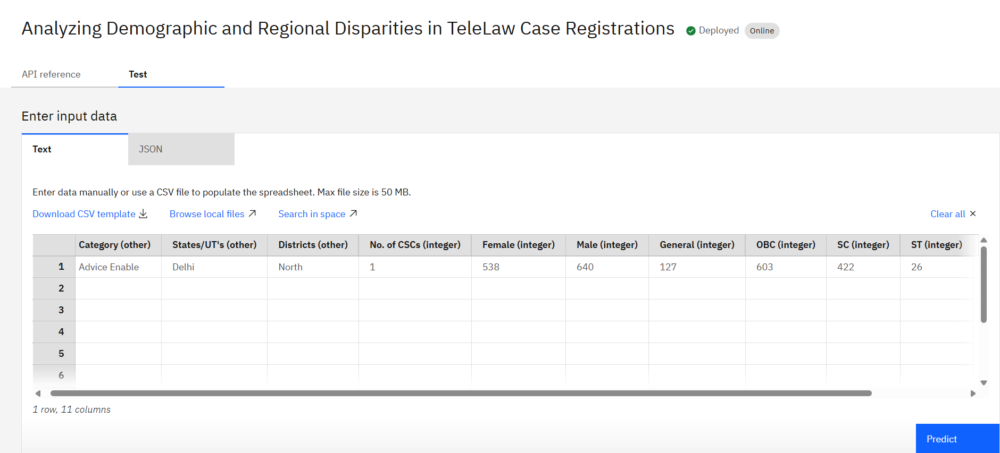 Analyzing Demographic and Regional Disparities in TeleLaw Case Registrations Deployed Online
API reference Test
Enter input data
Text JSON
Enter data manually or use a CSV file to populate the spreadsheet. Max file size is 50 MB.
Download CSV template Browse local files Search in space Clear all
Category (other) States/UT's (other) Districts (other) No. of CSCs (integer) Female (integer) Male (integer) General (integer) OBC (integer) SC (integer) ST (integer)
1 Advice Enable Delhi North 1 538 640 127 603 422 26
2
3
4
5
6
1 row, 11 columns
Predict